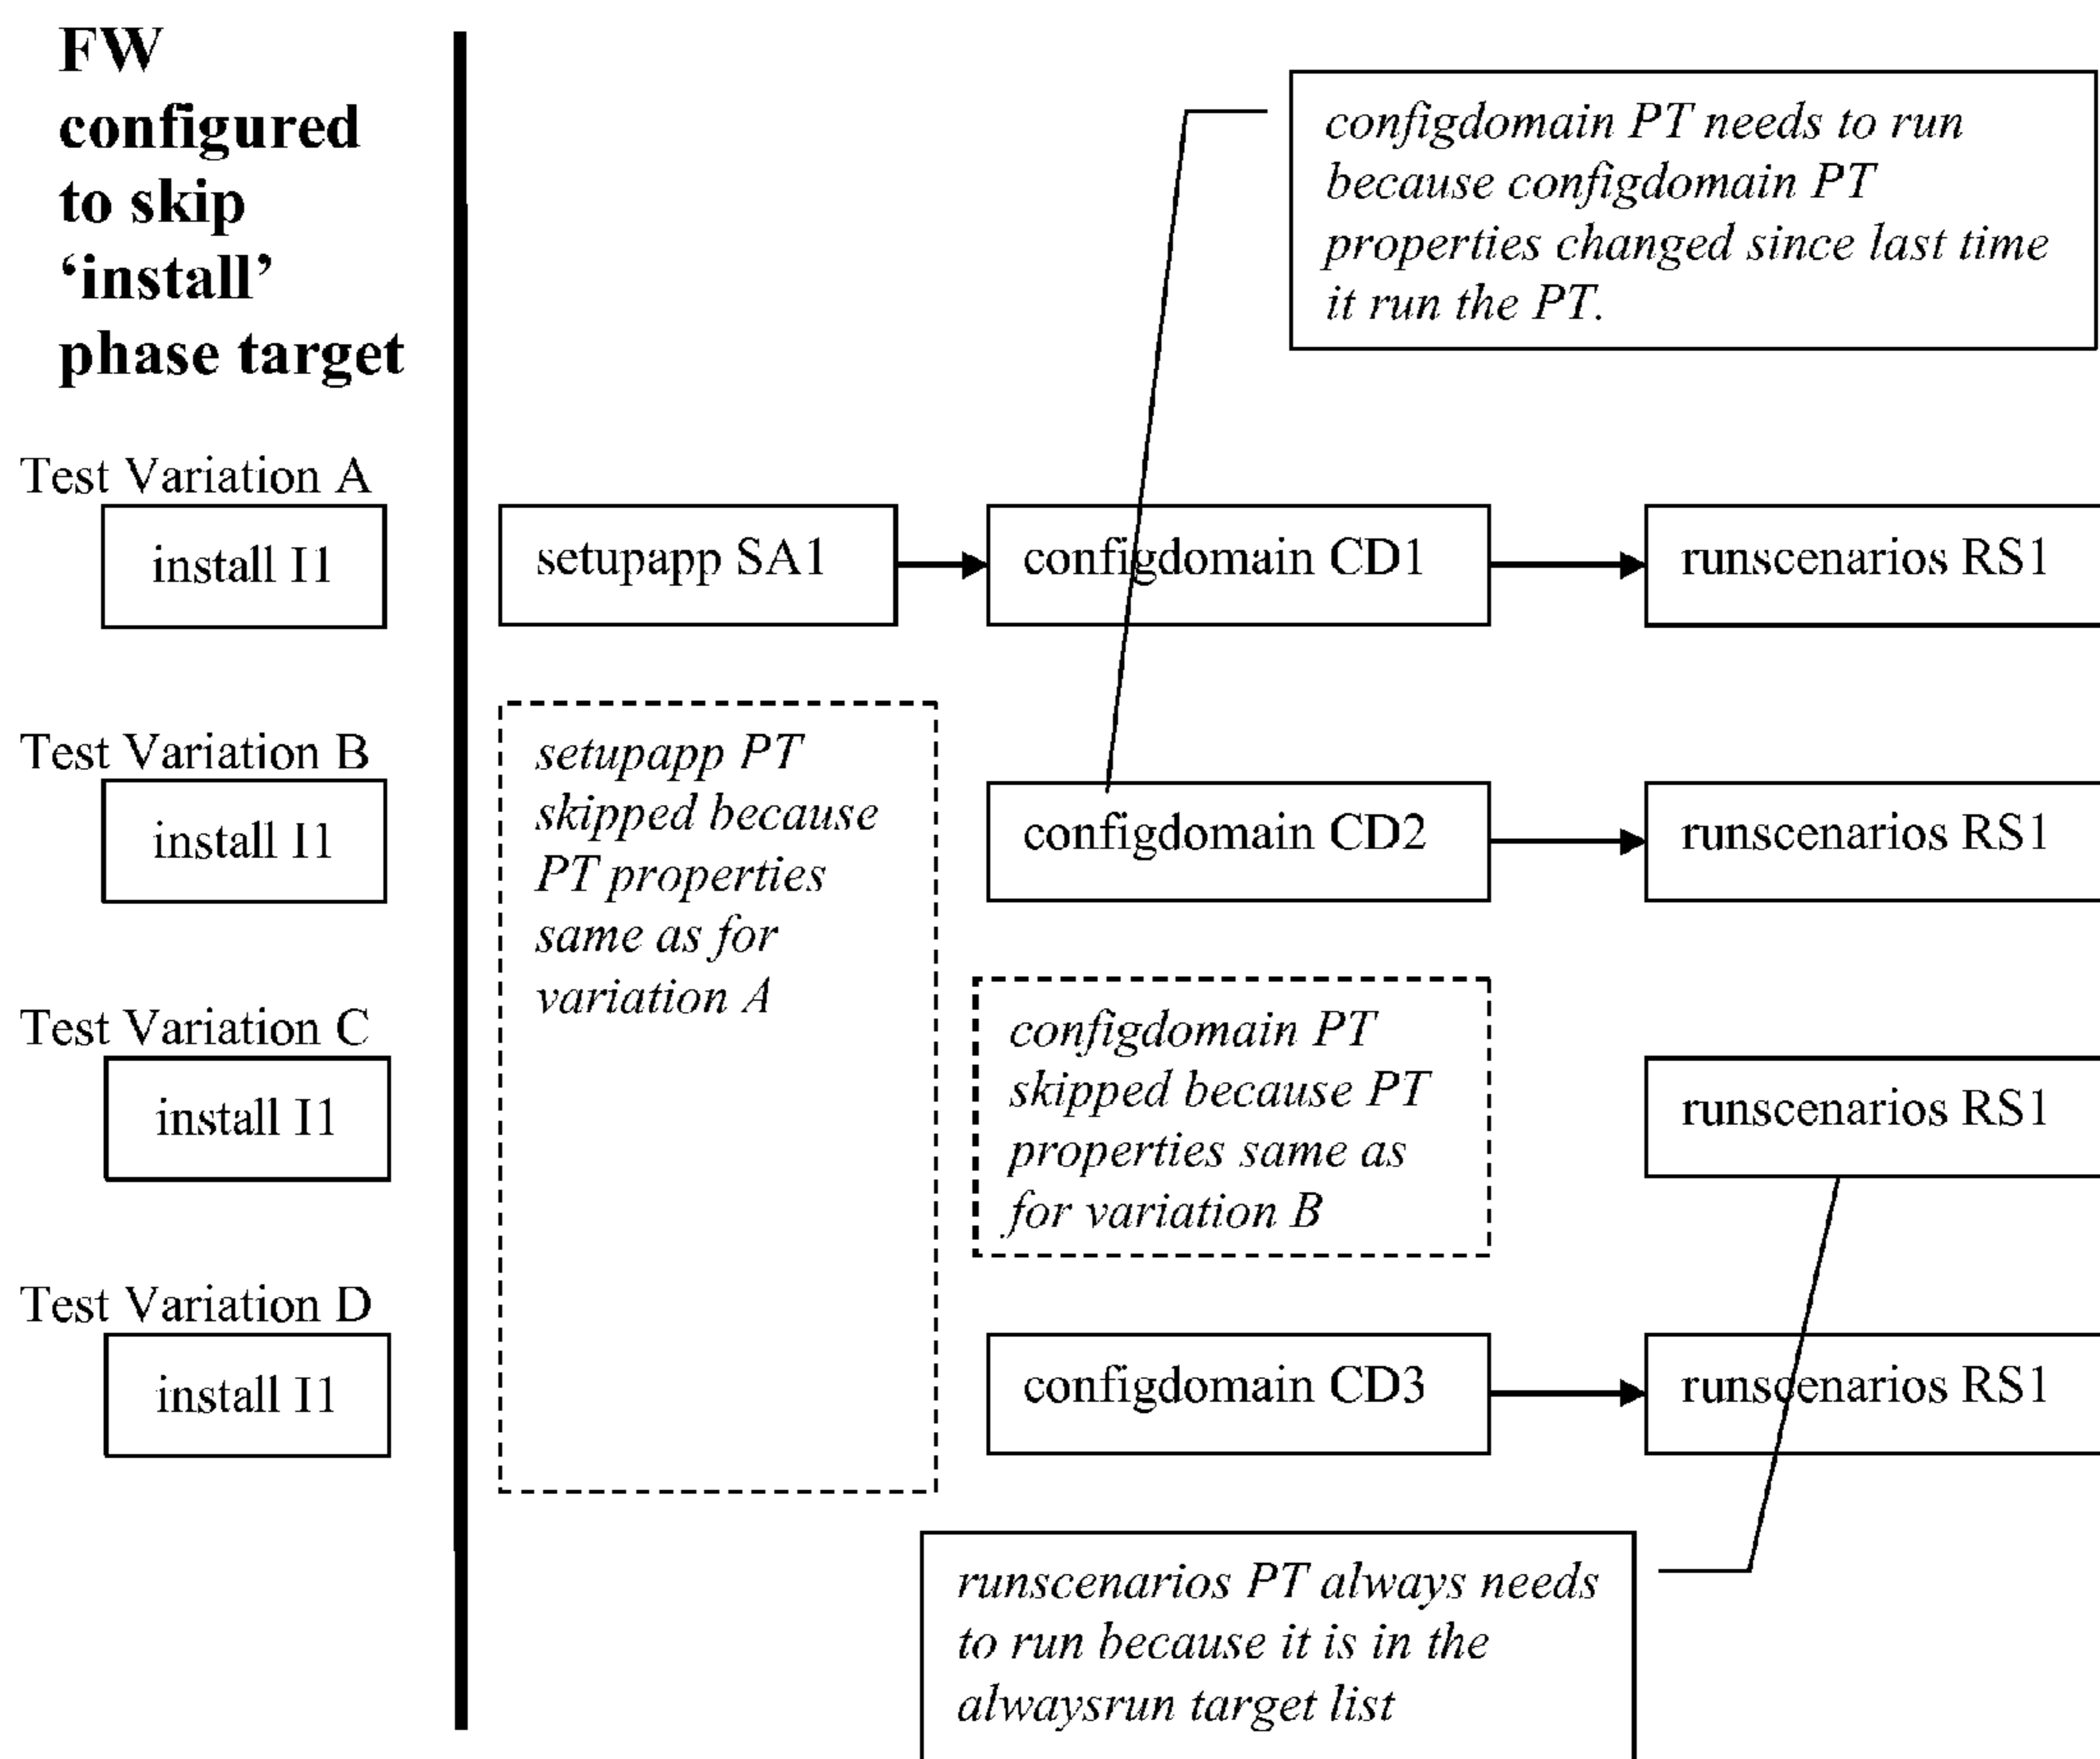 FW
configured
to skip
‘install’
phase target
configdomain PT needs to run
because configdomain PT
properties changed since last time
it run the PT.
Test Variation A
install I1
setupapp SA1
configdomain CD1
runscenarios RS1
Test Variation B
install I1
setupapp PT
skipped because
PT properties
same as for
variation A
configdomain CD2
runscenarios RS1
Test Variation C
install I1
configdomain PT
skipped because PT
properties same as
for variation B
runscenarios RS1
Test Variation D
install I1
configdomain CD3
runscenarios RS1
runscenarios PT always needs
to run because it is in the
alwaysrun target list